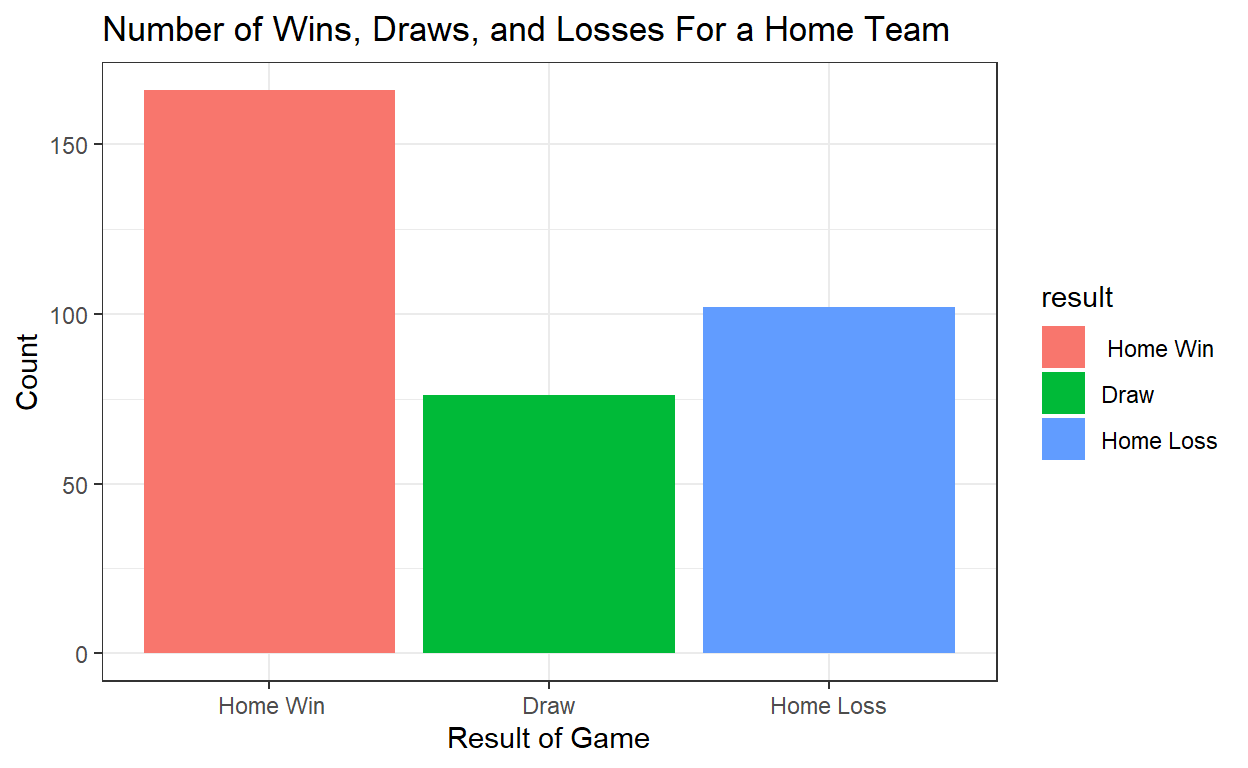 Number of Wins, Draws, and Losses For a Home Team
150
100
50
0
Count
Home Win
Draw
Home Loss
Result of Game
result
Home Win
Draw
Home Loss